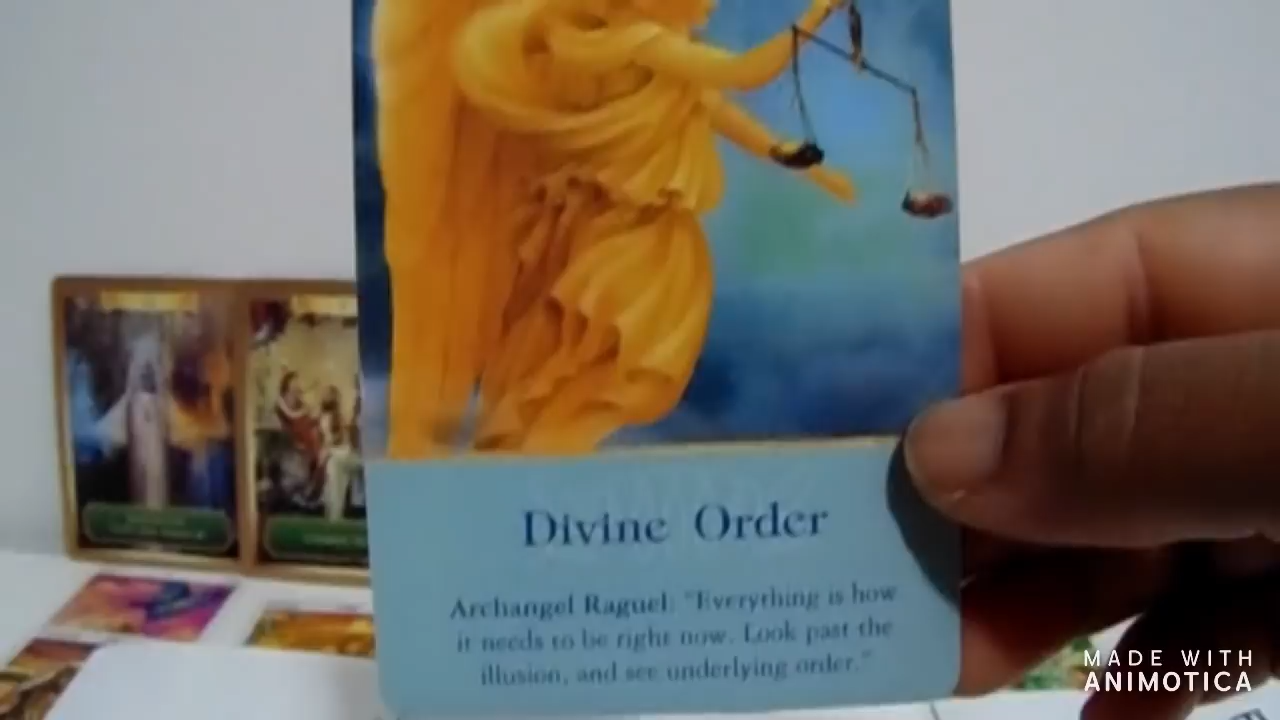 Divine Order
Archangel Raguel: "Everything is how
it needs to be right now. Look past the
illusion, and see underlying order."
MADE WITH
ANIMOTICA